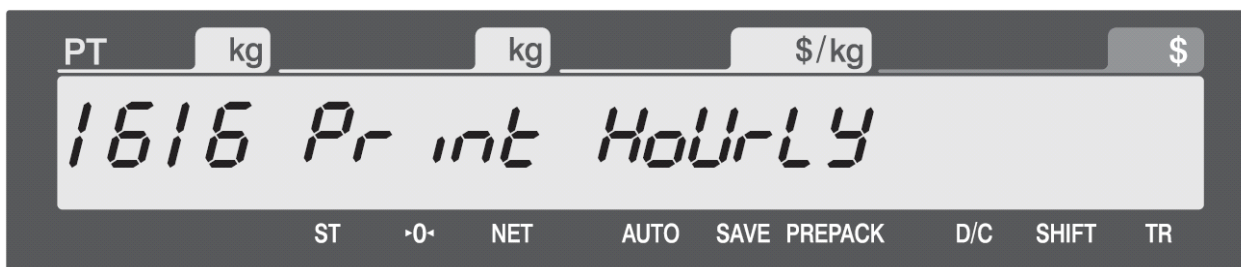 PT kg kg $/kg $
1616 Print HoUrLY
ST ►0◄ NET AUTO SAVE PREPACK D/C SHIFT TR